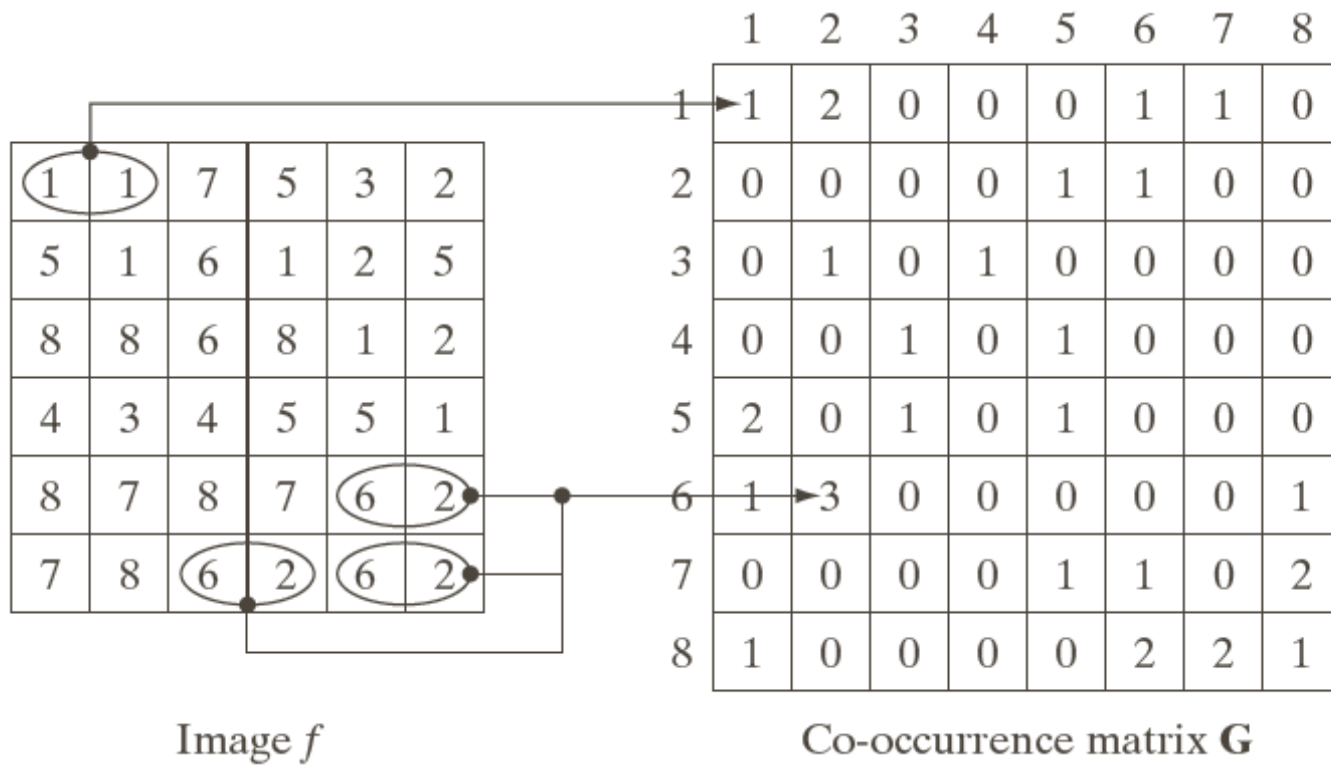 1 2 3 4 5 6 7 8
1 1 2 0 0 0 1 1 0
1 1 7 5 3 2
2 0 0 0 0 1 1 0 0
5 1 6 1 2 5
3 0 1 0 1 0 0 0 0
8 8 6 8 1 2
4 0 0 1 0 1 0 0 0
4 3 4 5 5 1
5 2 0 1 0 1 0 0 0
8 7 8 7 6 2
6 1 3 0 0 0 0 0 1
7 8 6 2 6 2
7 0 0 0 0 1 1 0 2
8 1 0 0 0 0 2 2 1
Image f
Co-occurrence matrix G